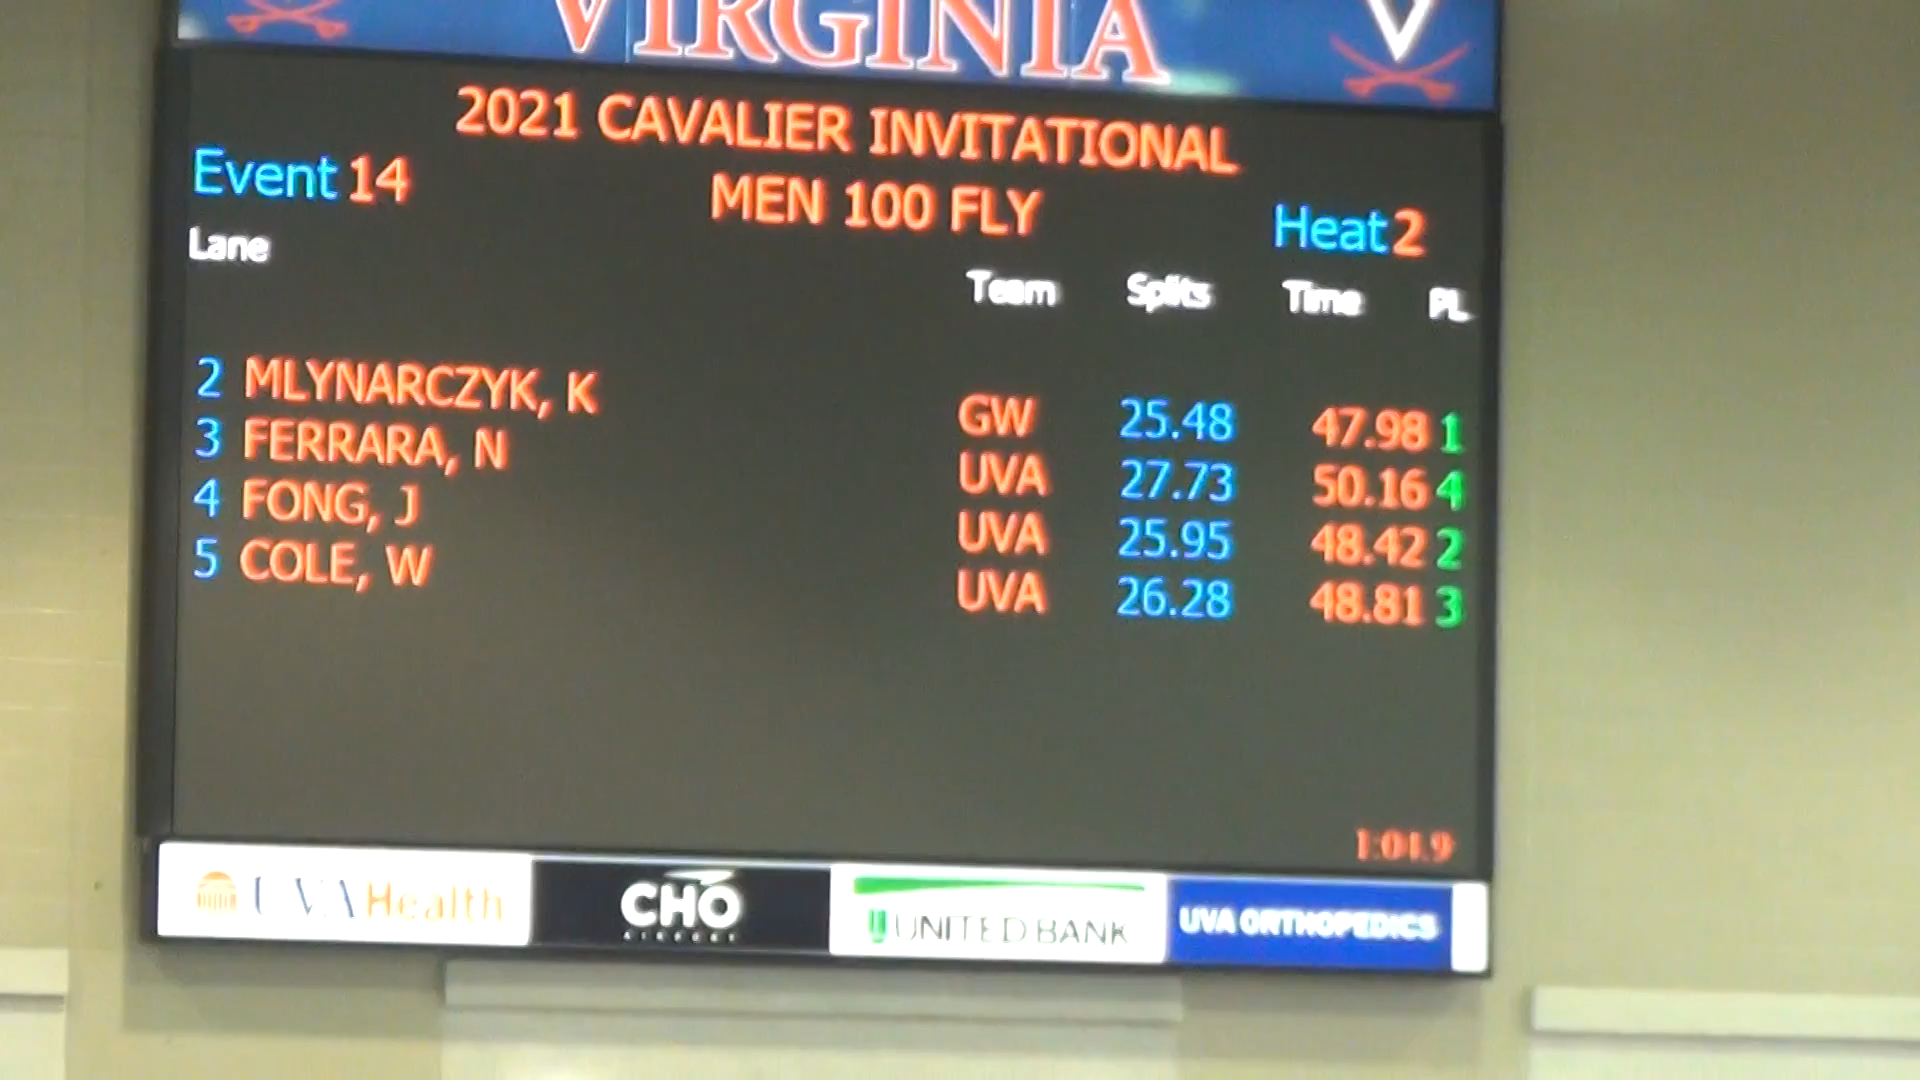 VIRGINIA
2021 CAVALIER INVITATIONAL
Event 14 MEN 100 FLY Heat 2
Lane Team Splits Time PL
2 MLYNARCZYK, K GW 25.48 47.98 1
3 FERRARA, N UVA 27.73 50.16 4
4 FONG, J UVA 25.95 48.42 2
5 COLE, W UVA 26.28 48.81 3
1:04.9
UVA Health CHO UNITED BANK UVA ORTHOPEDICS